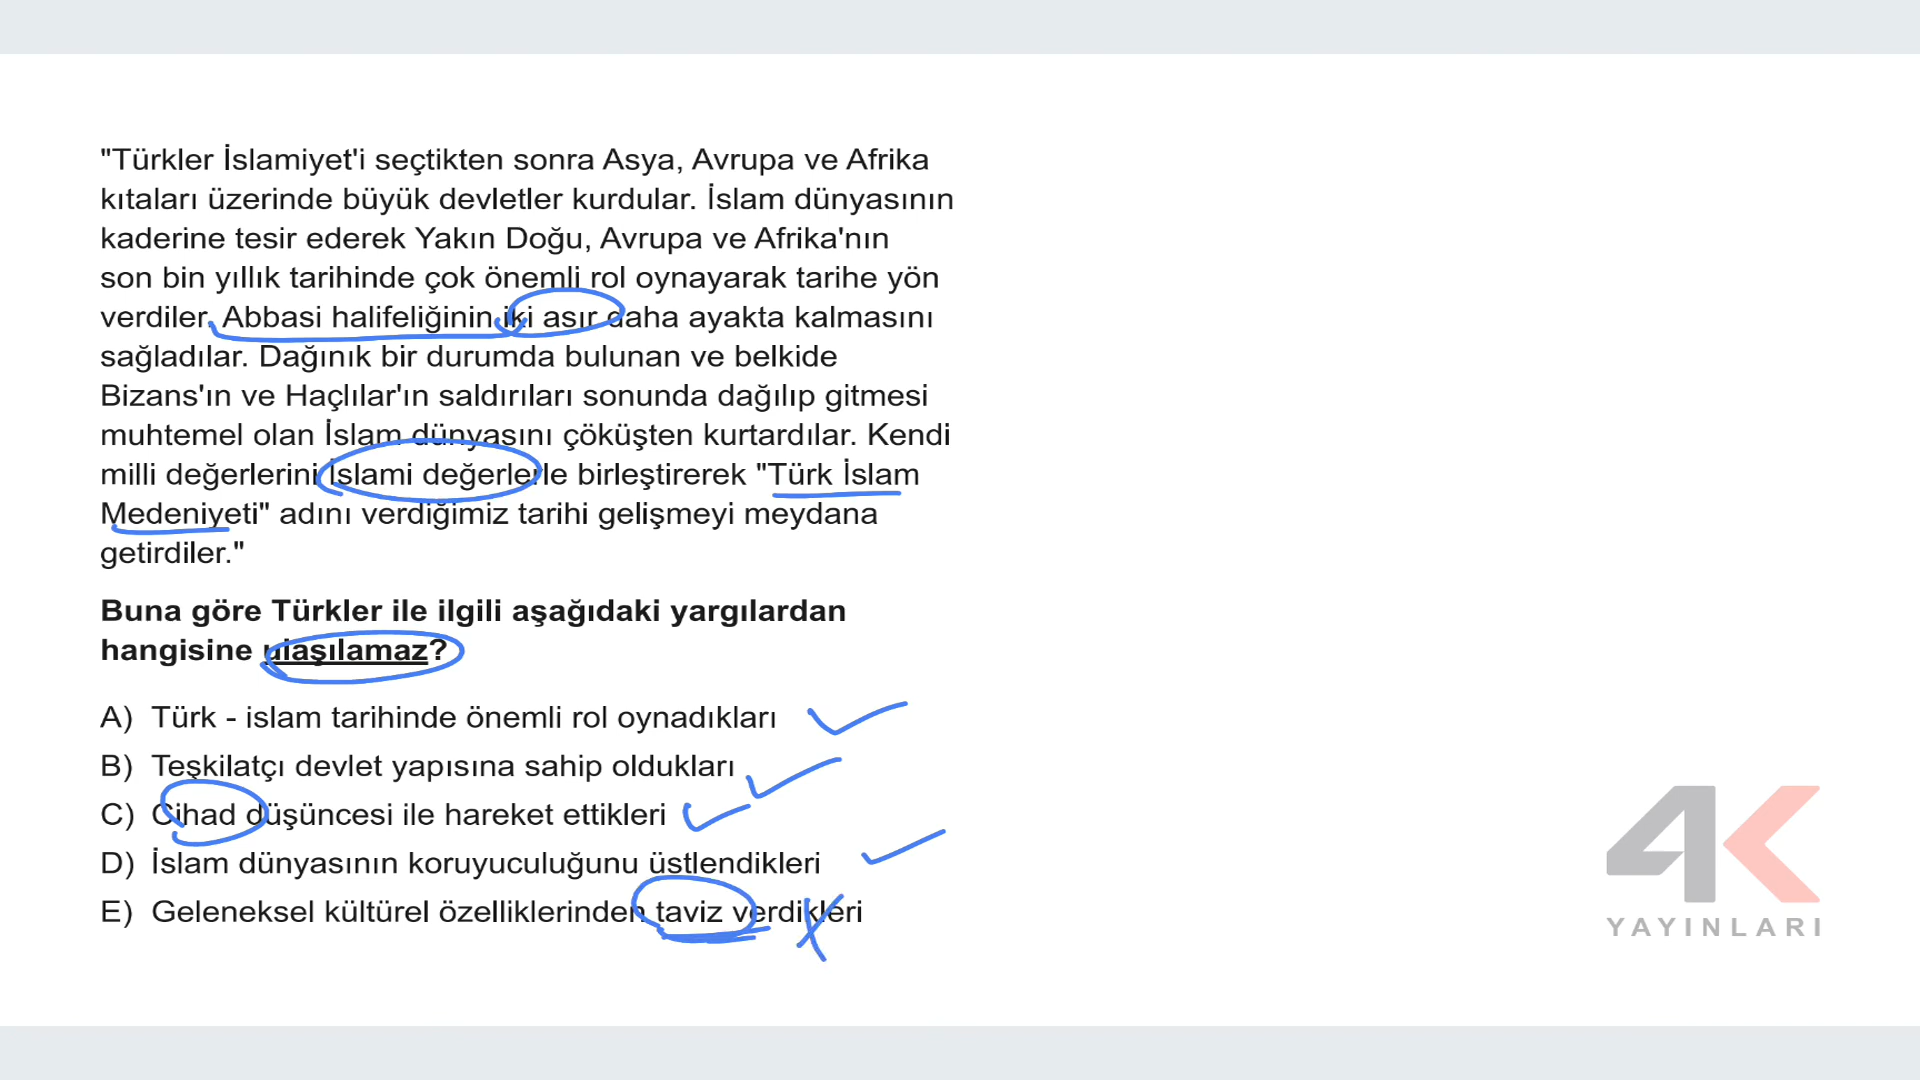 "Türkler İslamiyet'i seçtikten sonra Asya, Avrupa ve Afrika
kıtaları üzerinde büyük devletler kurdular. İslam dünyasının
kaderine tesir ederek Yakın Doğu, Avrupa ve Afrika'nın
son bin yıllık tarihinde çok önemli rol oynayarak tarihe yön
verdiler. Abbasi halifeliğinin iki asır daha ayakta kalmasını
sağladılar. Dağınık bir durumda bulunan ve belkide
Bizans'ın ve Haçlılar'ın saldırıları sonunda dağılıp gitmesi
muhtemel olan İslam dünyasını çöküşten kurtardılar. Kendi
milli değerlerini İslami değerlerle birleştirerek "Türk İslam
Medeniyeti" adını verdiğimiz tarihi gelişmeyi meydana
getirdiler."
Buna göre Türkler ile ilgili aşağıdaki yargılardan
hangisine ulaşılamaz?
A) Türk - islam tarihinde önemli rol oynadıkları
B) Teşkilatçı devlet yapısına sahip oldukları
C) Cihad düşüncesi ile hareket ettikleri
D) İslam dünyasının koruyuculuğunu üstlendikleri
E) Geleneksel kültürel özelliklerinden taviz verdikleri
4K
YAYINLARI